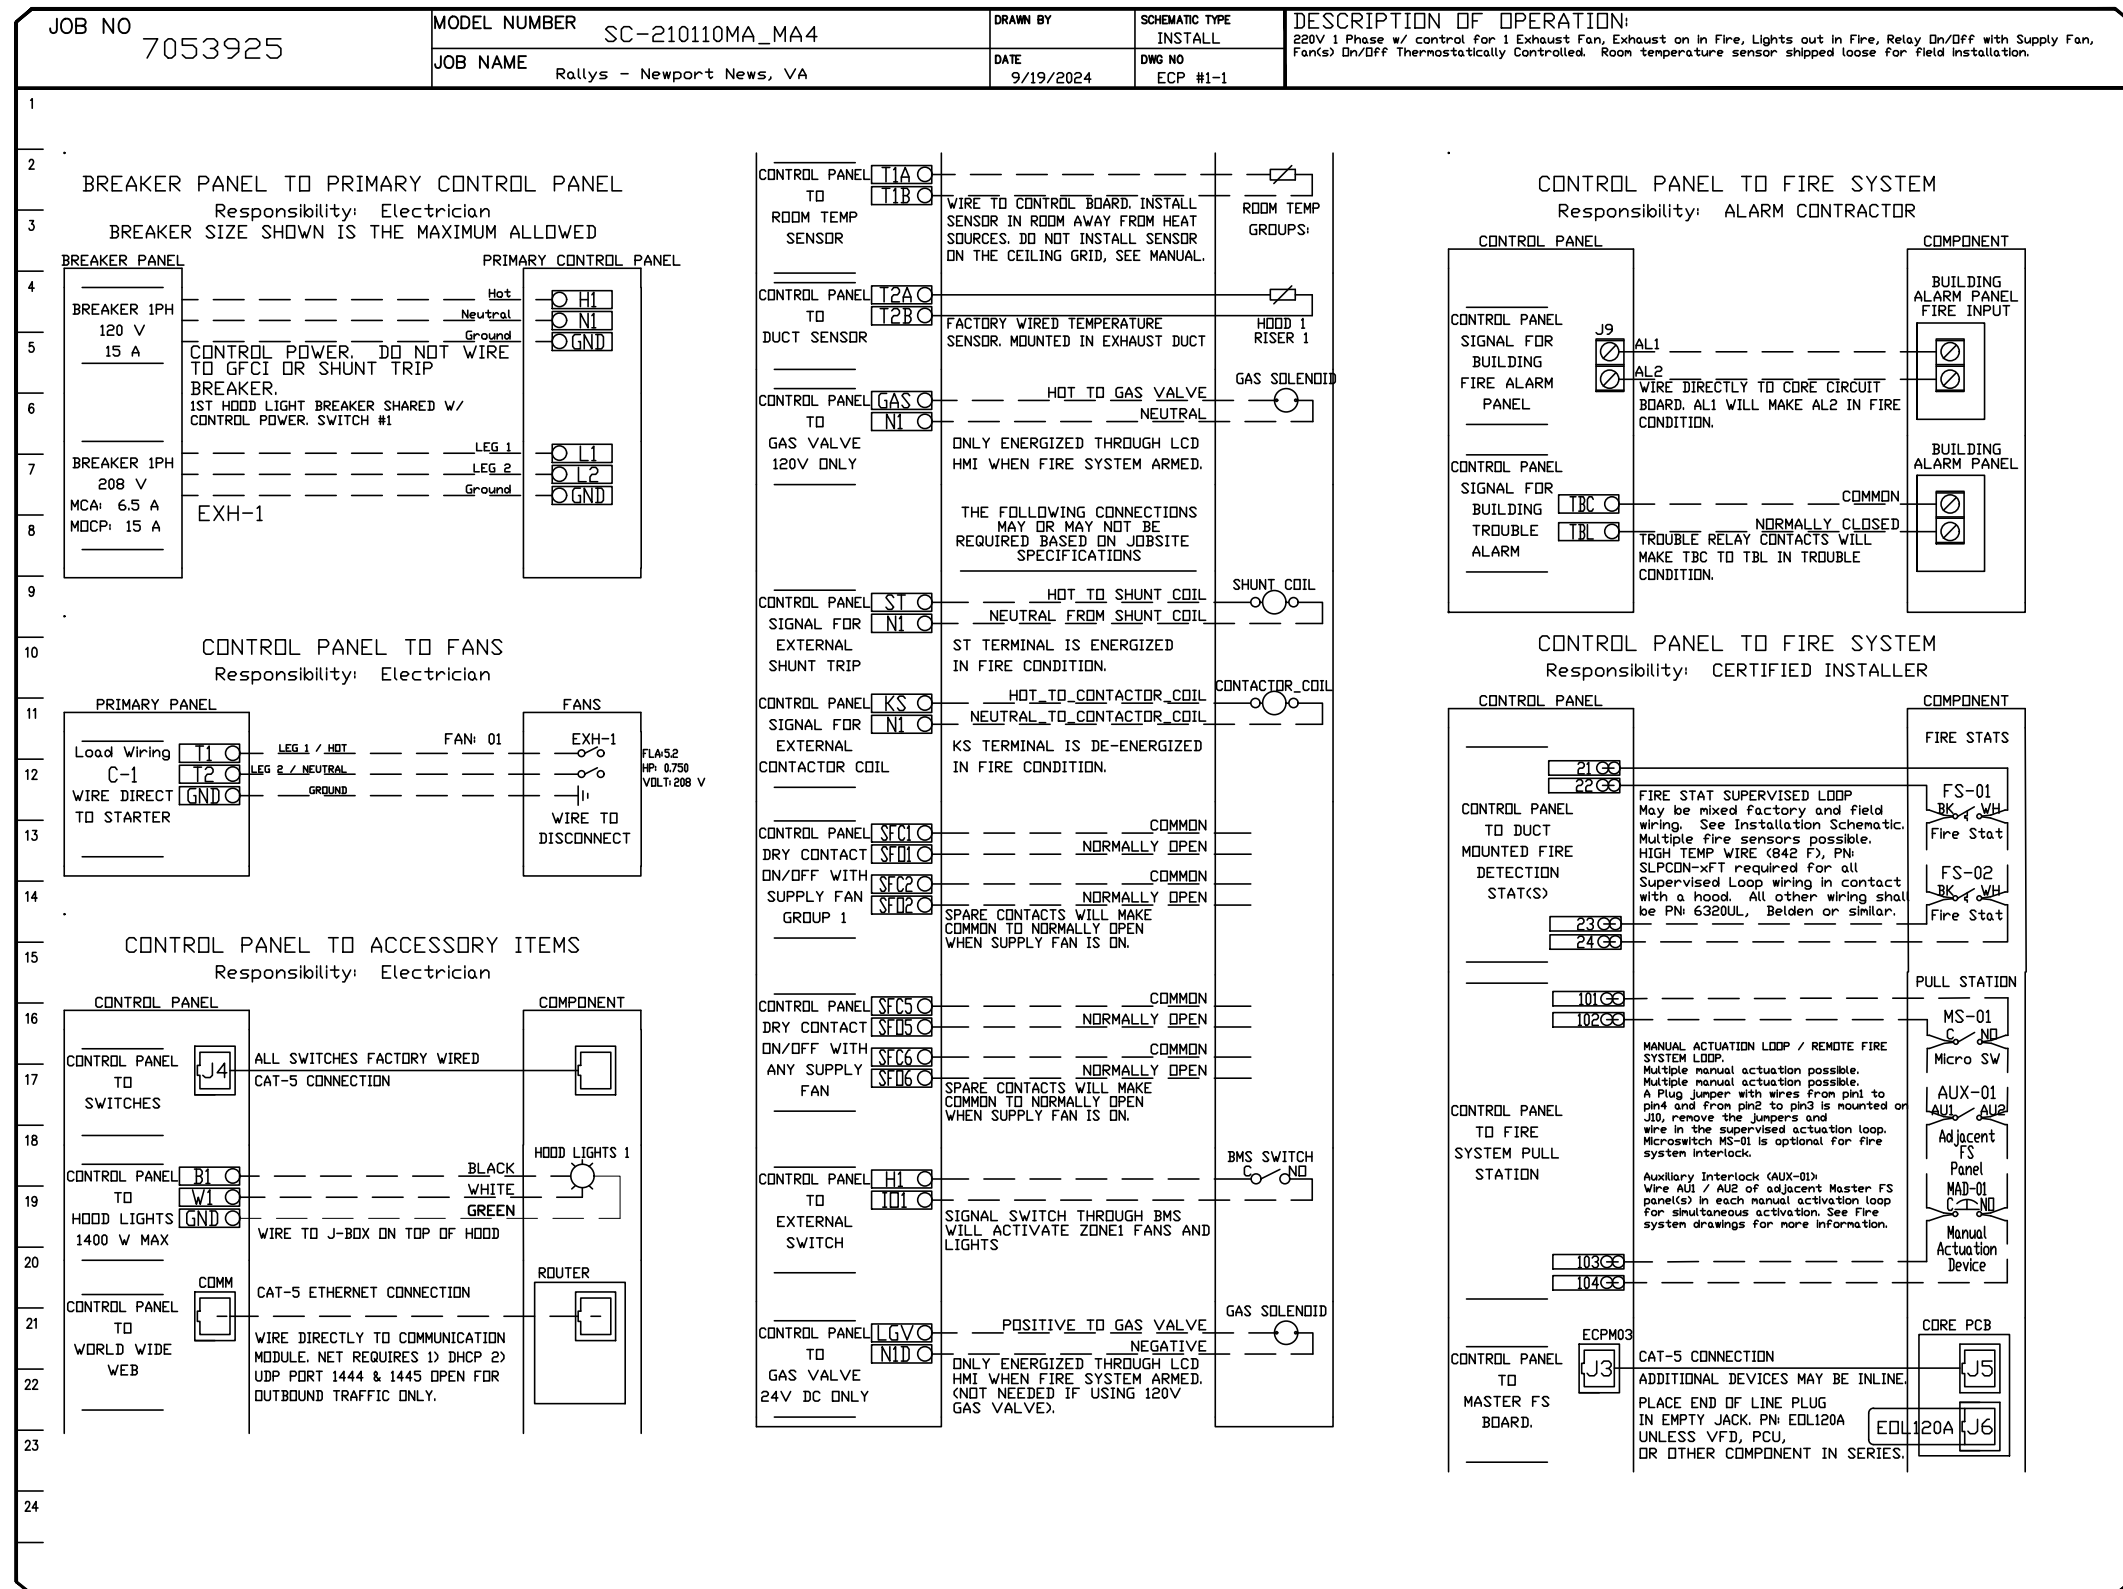 JOB NO
7053925
MODEL NUMBER SC-210110MA_MA4
JOB NAME Rallys - Newport News, VA
DRAWN BY
DATE
9/19/2024
SCHEMATIC TYPE
INSTALL
DWG NO
ECP #1-1
DESCRIPTION OF OPERATION:
220V 1 Phase w/ control for 1 Exhaust Fan, Exhaust on in Fire, Lights out in Fire, Relay On/Off with Supply Fan,
Fan(s) On/Off Thermostatically Controlled. Room temperature sensor shipped loose for field installation.
1
2
3
4
5
6
7
8
9
10
11
12
13
14
15
16
17
18
19
20
21
22
23
24
BREAKER PANEL TO PRIMARY CONTROL PANEL
Responsibility: Electrician
BREAKER SIZE SHOWN IS THE MAXIMUM ALLOWED
BREAKER PANEL
PRIMARY CONTROL PANEL
BREAKER 1PH
120 V
15 A
Hot
H1
Neutral
N1
Ground
GND
CONTROL POWER. DO NOT WIRE
TO GFCI OR SHUNT TRIP
BREAKER.
1ST HOOD LIGHT BREAKER SHARED W/
CONTROL POWER. SWITCH #1
BREAKER 1PH
208 V
MCA: 6.5 A
MOCP: 15 A
LEG 1
L1
LEG 2
L2
Ground
GND
EXH-1
CONTROL PANEL TO FANS
Responsibility: Electrician
PRIMARY PANEL
FANS
Load Wiring
C-1
WIRE DIRECT
TO STARTER
T1
T2
GND
LEG 1 / HOT
LEG 2 / NEUTRAL
GROUND
FAN: 01
EXH-1
FLA:5.2
HP: 0.750
VOLT:208 V
WIRE TO
DISCONNECT
CONTROL PANEL TO ACCESSORY ITEMS
Responsibility: Electrician
CONTROL PANEL
COMPONENT
CONTROL PANEL
TO
SWITCHES
J4
ALL SWITCHES FACTORY WIRED
CAT-5 CONNECTION
CONTROL PANEL
TO
HOOD LIGHTS
1400 W MAX
B1
W1
GND
BLACK
WHITE
GREEN
HOOD LIGHTS 1
WIRE TO J-BOX ON TOP OF HOOD
CONTROL PANEL
TO
WORLD WIDE
WEB
COMM
CAT-5 ETHERNET CONNECTION
ROUTER
WIRE DIRECTLY TO COMMUNICATION
MODULE. NET REQUIRES 1) DHCP 2)
UDP PORT 1444 & 1445 OPEN FOR
OUTBOUND TRAFFIC ONLY.
CONTROL PANEL
TO
ROOM TEMP
SENSOR
T1A
T1B
WIRE TO CONTROL BOARD. INSTALL
SENSOR IN ROOM AWAY FROM HEAT
SOURCES. DO NOT INSTALL SENSOR
ON THE CEILING GRID, SEE MANUAL.
ROOM TEMP
GROUPS:
CONTROL PANEL
TO
DUCT SENSOR
T2A
T2B
FACTORY WIRED TEMPERATURE
SENSOR. MOUNTED IN EXHAUST DUCT
HOOD 1
RISER 1
CONTROL PANEL
TO
GAS VALVE
120V ONLY
GAS
N1
HOT TO GAS VALVE
NEUTRAL
GAS SOLENOID
ONLY ENERGIZED THROUGH LCD
HMI WHEN FIRE SYSTEM ARMED.
THE FOLLOWING CONNECTIONS
MAY OR MAY NOT BE
REQUIRED BASED ON JOBSITE
SPECIFICATIONS
CONTROL PANEL
SIGNAL FOR
EXTERNAL
SHUNT TRIP
ST
N1
HOT TO SHUNT COIL
NEUTRAL FROM SHUNT COIL
SHUNT COIL
ST TERMINAL IS ENERGIZED
IN FIRE CONDITION.
CONTROL PANEL
SIGNAL FOR
EXTERNAL
CONTACTOR COIL
KS
N1
HOT_TO_CONTACTOR_COIL
NEUTRAL_TO_CONTACTOR_COIL
CONTACTOR_COIL
KS TERMINAL IS DE-ENERGIZED
IN FIRE CONDITION.
CONTROL PANEL
DRY CONTACT
ON/OFF WITH
SUPPLY FAN
GROUP 1
SFC1
SFO1
SFC2
SFO2
COMMON
NORMALLY OPEN
COMMON
NORMALLY OPEN
SPARE CONTACTS WILL MAKE
COMMON TO NORMALLY OPEN
WHEN SUPPLY FAN IS ON.
CONTROL PANEL
DRY CONTACT
ON/OFF WITH
ANY SUPPLY
FAN
SFC5
SFO5
SFC6
SFO6
COMMON
NORMALLY OPEN
COMMON
NORMALLY OPEN
SPARE CONTACTS WILL MAKE
COMMON TO NORMALLY OPEN
WHEN SUPPLY FAN IS ON.
CONTROL PANEL
TO
EXTERNAL
SWITCH
H1
IO1
BMS SWITCH
C NO
SIGNAL SWITCH THROUGH BMS
WILL ACTIVATE ZONE1 FANS AND
LIGHTS
CONTROL PANEL
TO
GAS VALVE
24V DC ONLY
LGV
N1D
POSITIVE TO GAS VALVE
NEGATIVE
GAS SOLENOID
ONLY ENERGIZED THROUGH LCD
HMI WHEN FIRE SYSTEM ARMED.
(NOT NEEDED IF USING 120V
GAS VALVE).
CONTROL PANEL TO FIRE SYSTEM
Responsibility: ALARM CONTRACTOR
CONTROL PANEL
COMPONENT
CONTROL PANEL
SIGNAL FOR
BUILDING
FIRE ALARM
PANEL
J9
AL1
AL2
WIRE DIRECTLY TO CORE CIRCUIT
BOARD. AL1 WILL MAKE AL2 IN FIRE
CONDITION.
BUILDING
ALARM PANEL
FIRE INPUT
CONTROL PANEL
SIGNAL FOR
BUILDING
TROUBLE
ALARM
TBC
TBL
COMMON
NORMALLY CLOSED
TROUBLE RELAY CONTACTS WILL
MAKE TBC TO TBL IN TROUBLE
CONDITION.
BUILDING
ALARM PANEL
CONTROL PANEL TO FIRE SYSTEM
Responsibility: CERTIFIED INSTALLER
CONTROL PANEL
COMPONENT
CONTROL PANEL
TO DUCT
MOUNTED FIRE
DETECTION
STAT(S)
21
22
23
24
FIRE STAT SUPERVISED LOOP
May be mixed factory and field
wiring. See Installation Schematic.
Multiple fire sensors possible.
HIGH TEMP WIRE (842 F), PN:
SLPCON-xFT required for all
Supervised Loop wiring in contact
with a hood. All other wiring shall
be PN: 6320UL, Belden or similar.
FIRE STATS
FS-01
BK WH
Fire Stat
FS-02
BK WH
Fire Stat
CONTROL PANEL
TO FIRE
SYSTEM PULL
STATION
101
102
103
104
MANUAL ACTUATION LOOP / REMOTE FIRE
SYSTEM LOOP.
Multiple manual actuation possible.
Multiple manual actuation possible.
A Plug jumper with wires from pin1 to
pin4 and from pin2 to pin3 is mounted on
J10, remove the jumpers and
wire in the supervised actuation loop.
Microswitch MS-01 is optional for fire
system interlock.
Auxiliary Interlock (AUX-01):
Wire AU1 / AU2 of adjacent Master FS
panel(s) in each manual activation loop
for simultaneous activation. See Fire
system drawings for more information.
PULL STATION
MS-01
C NO
Micro SW
AUX-01
AU1 AU2
Adjacent
FS
Panel
MAD-01
C NO
Manual
Actuation
Device
CONTROL PANEL
TO
MASTER FS
BOARD.
ECPM03
J3
CAT-5 CONNECTION
ADDITIONAL DEVICES MAY BE INLINE.
PLACE END OF LINE PLUG
IN EMPTY JACK. PN: EOL120A
UNLESS VFD, PCU,
OR OTHER COMPONENT IN SERIES.
CORE PCB
J5
EOL120A
J6